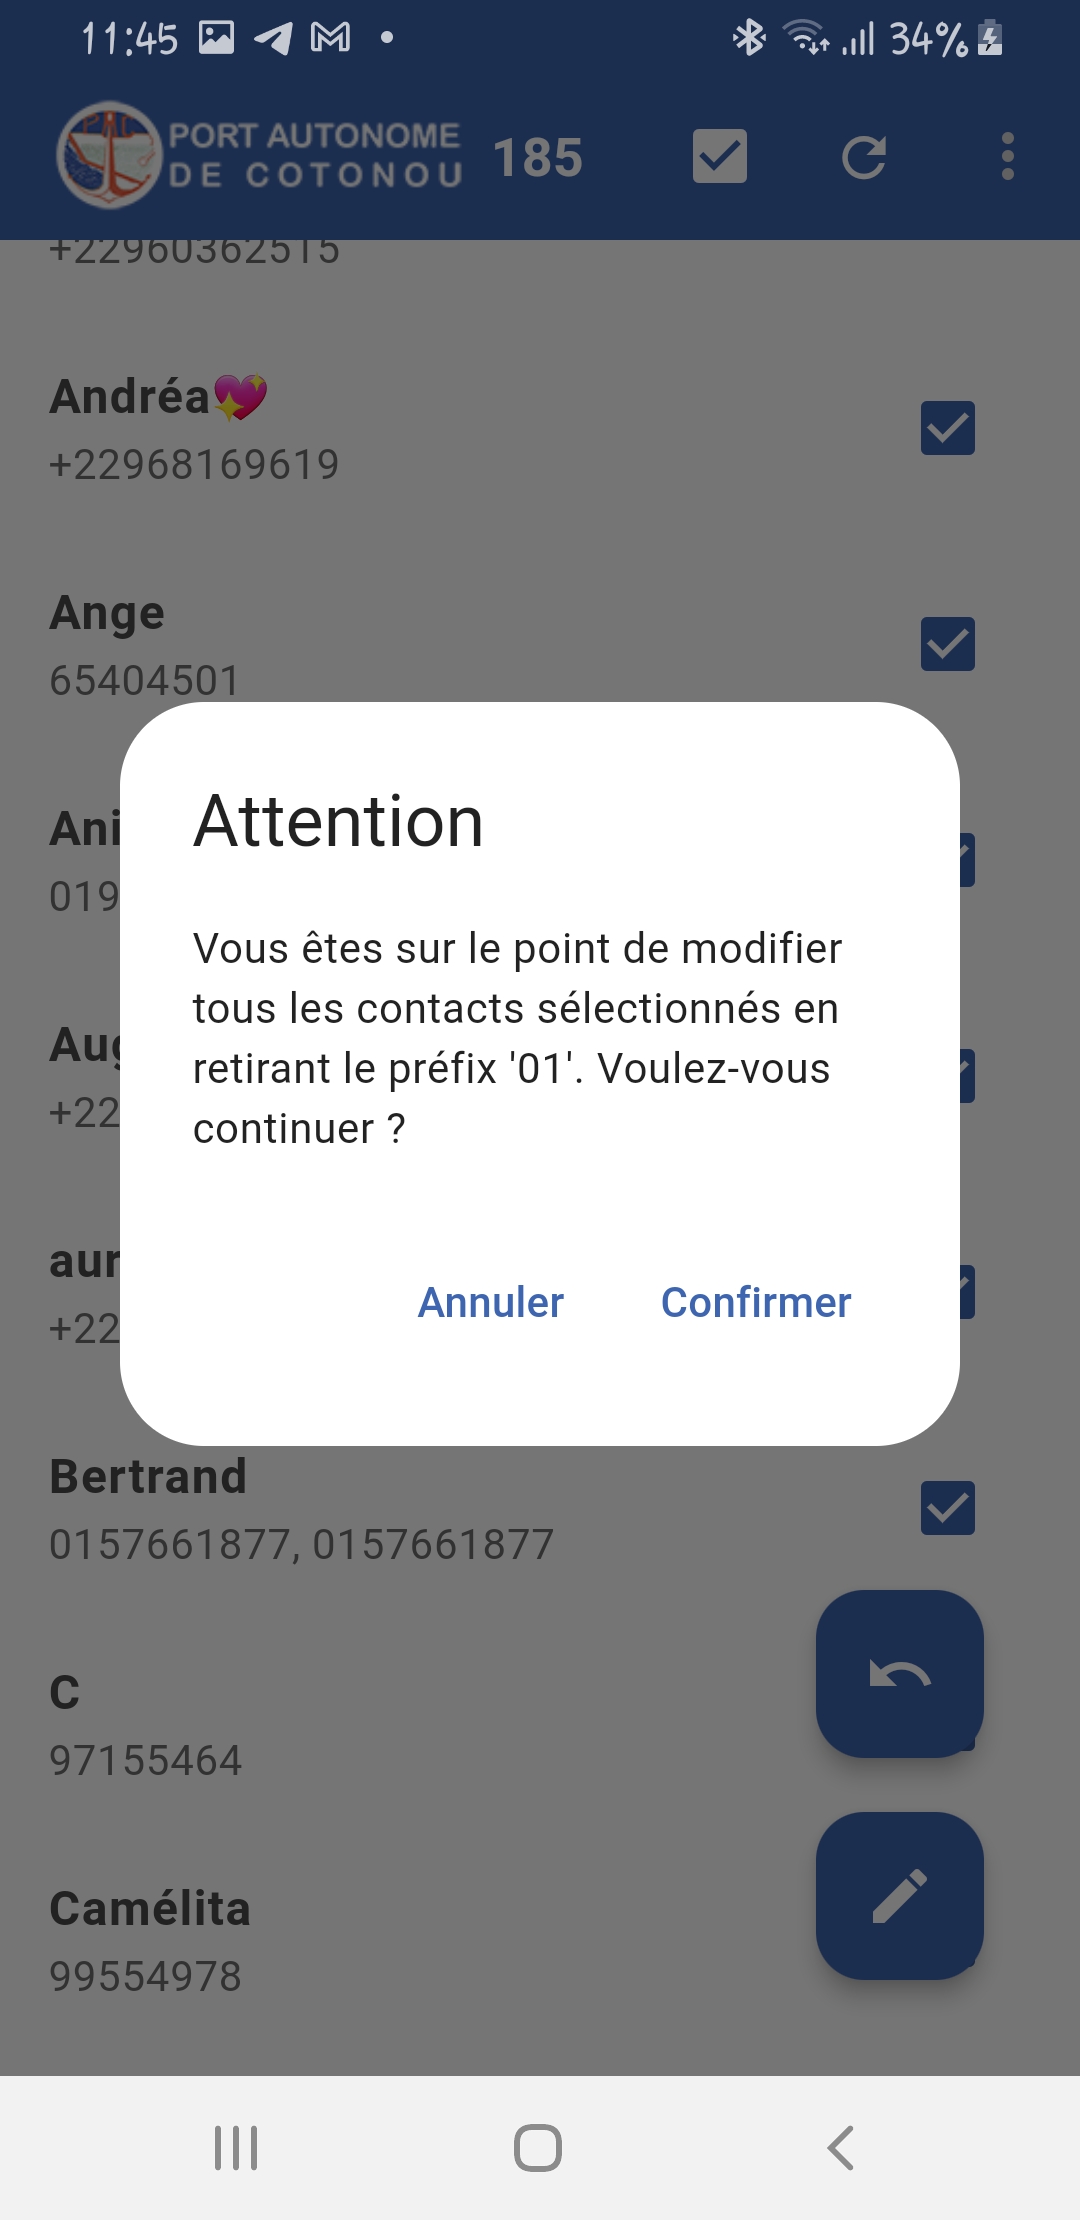 11:45
34%
PAC
PORT AUTONOME
DE COTONOU
185
+22960362515
Andréa💖
+22968169619
Ange
65404501
Ani
019
Aug
+22
aur
+22
Attention
Vous êtes sur le point de modifier
tous les contacts sélectionnés en
retirant le préfix '01'. Voulez-vous
continuer ?
Annuler Confirmer
Bertrand
0157661877, 0157661877
C
97155464
Camélita
99554978